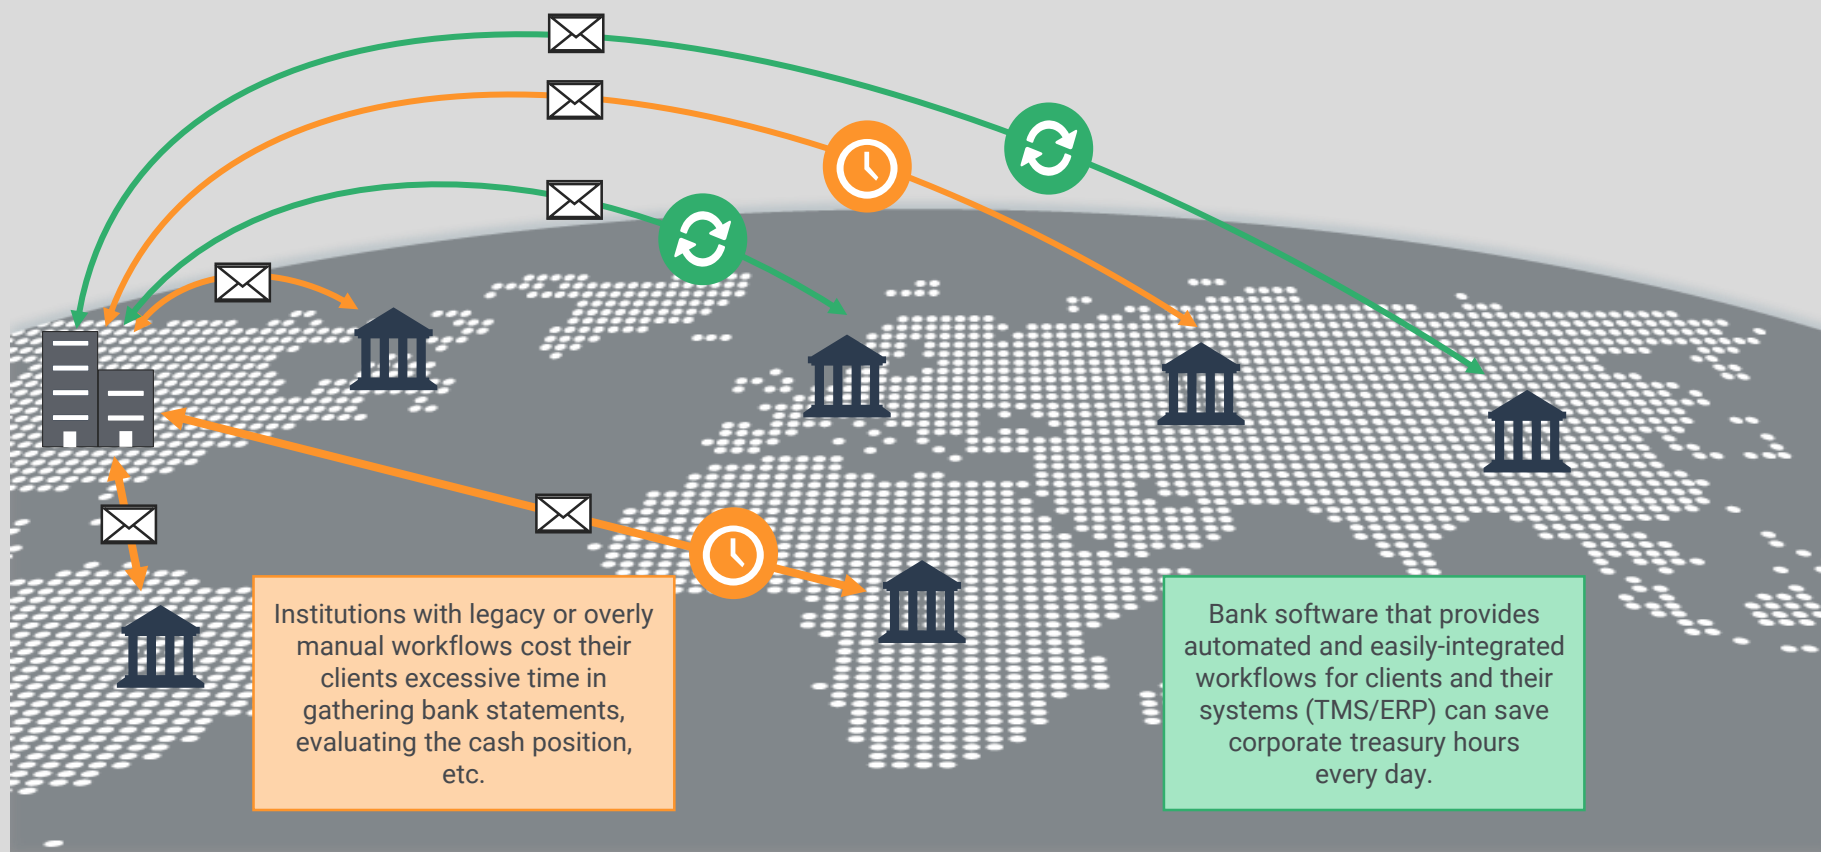 Institutions with legacy or overly
manual workflows cost their
clients excessive time in
gathering bank statements,
evaluating the cash position,
etc.
Bank software that provides
automated and easily-integrated
workflows for clients and their
systems (TMS/ERP) can save
corporate treasury hours
every day.